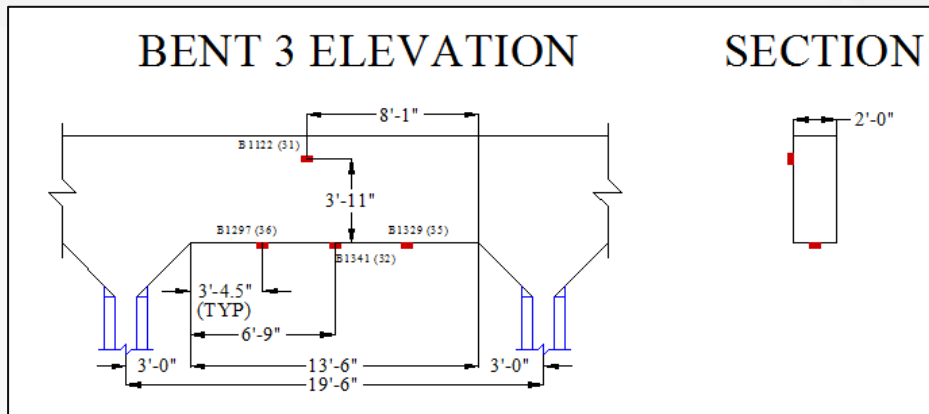 BENT 3 ELEVATION
SECTION
8'-1"
2'-0"
B1122 (31)
3'-11"
B1297 (36)
B1329 (35)
B1341 (32)
3'-4.5"
(TYP)
6'-9"
3'-0"
13'-6"
3'-0"
19'-6"